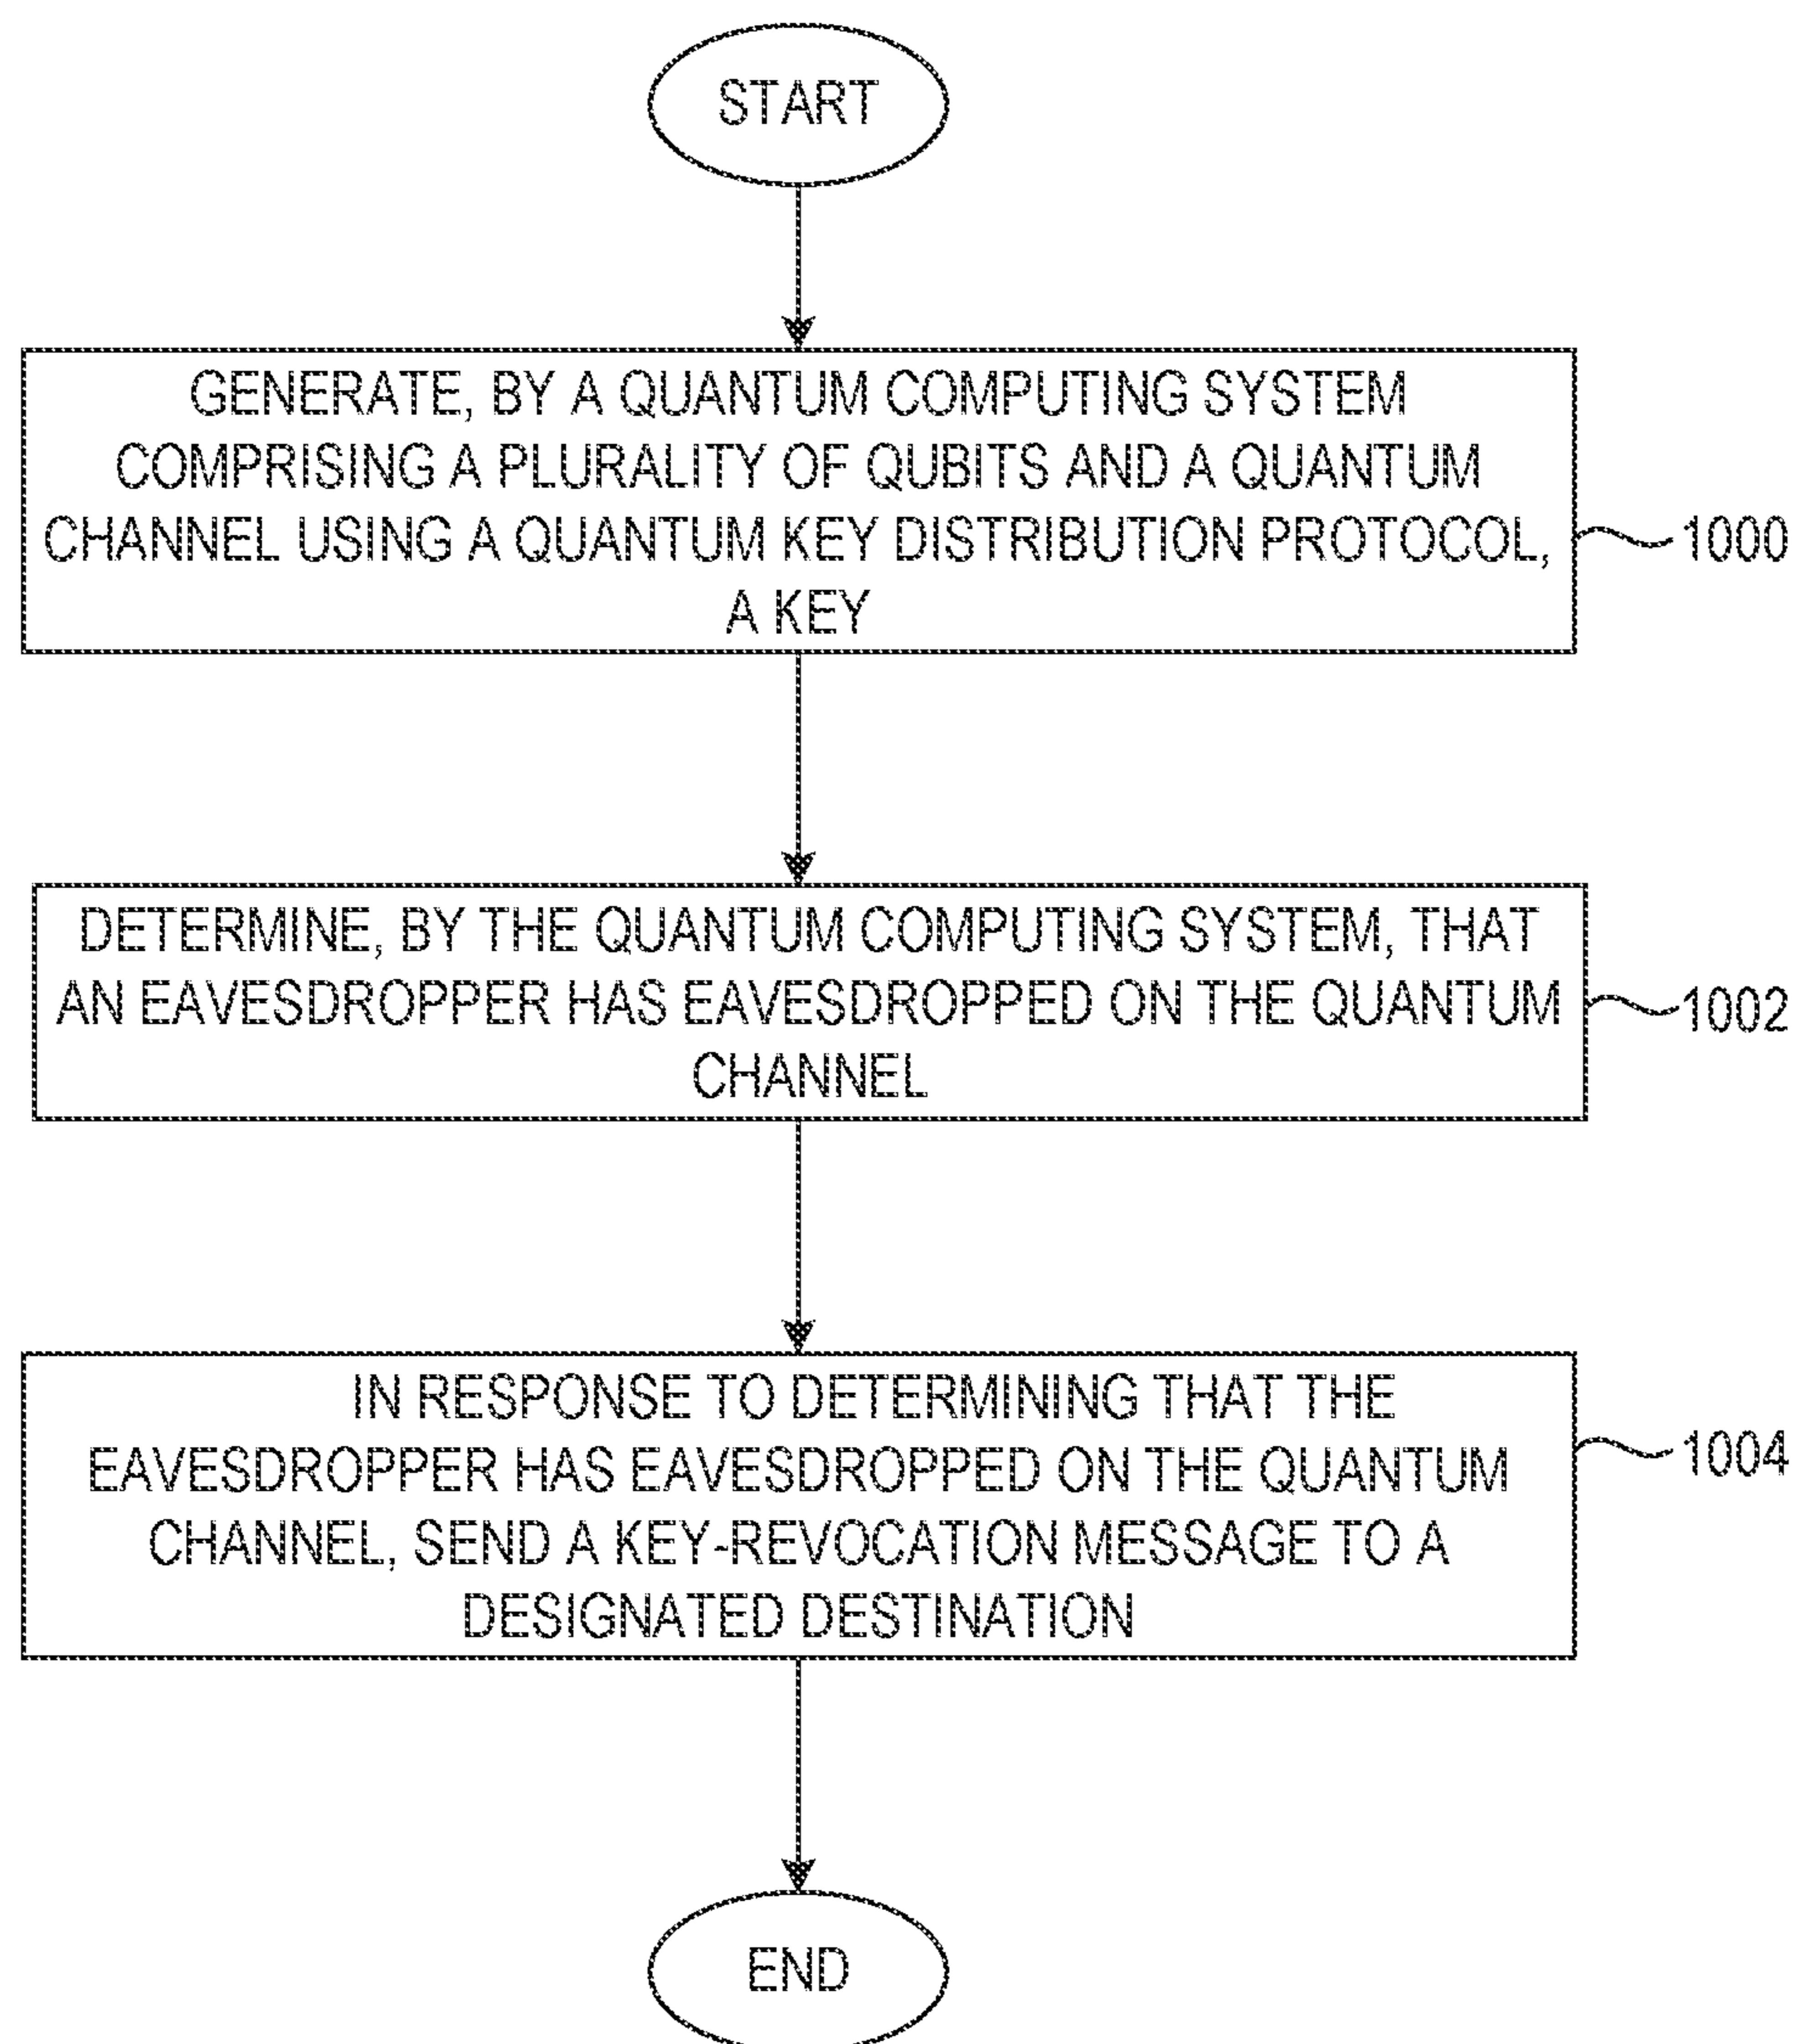 START
GENERATE, BY A QUANTUM COMPUTING SYSTEM
COMPRISING A PLURALITY OF QUBITS AND A QUANTUM
CHANNEL USING A QUANTUM KEY DISTRIBUTION PROTOCOL,
A KEY
1000
DETERMINE, BY THE QUANTUM COMPUTING SYSTEM, THAT
AN EAVESDROPPER HAS EAVESDROPPED ON THE QUANTUM
CHANNEL
1002
IN RESPONSE TO DETERMINING THAT THE
EAVESDROPPER HAS EAVESDROPPED ON THE QUANTUM
CHANNEL, SEND A KEY-REVOCATION MESSAGE TO A
DESIGNATED DESTINATION
1004
END